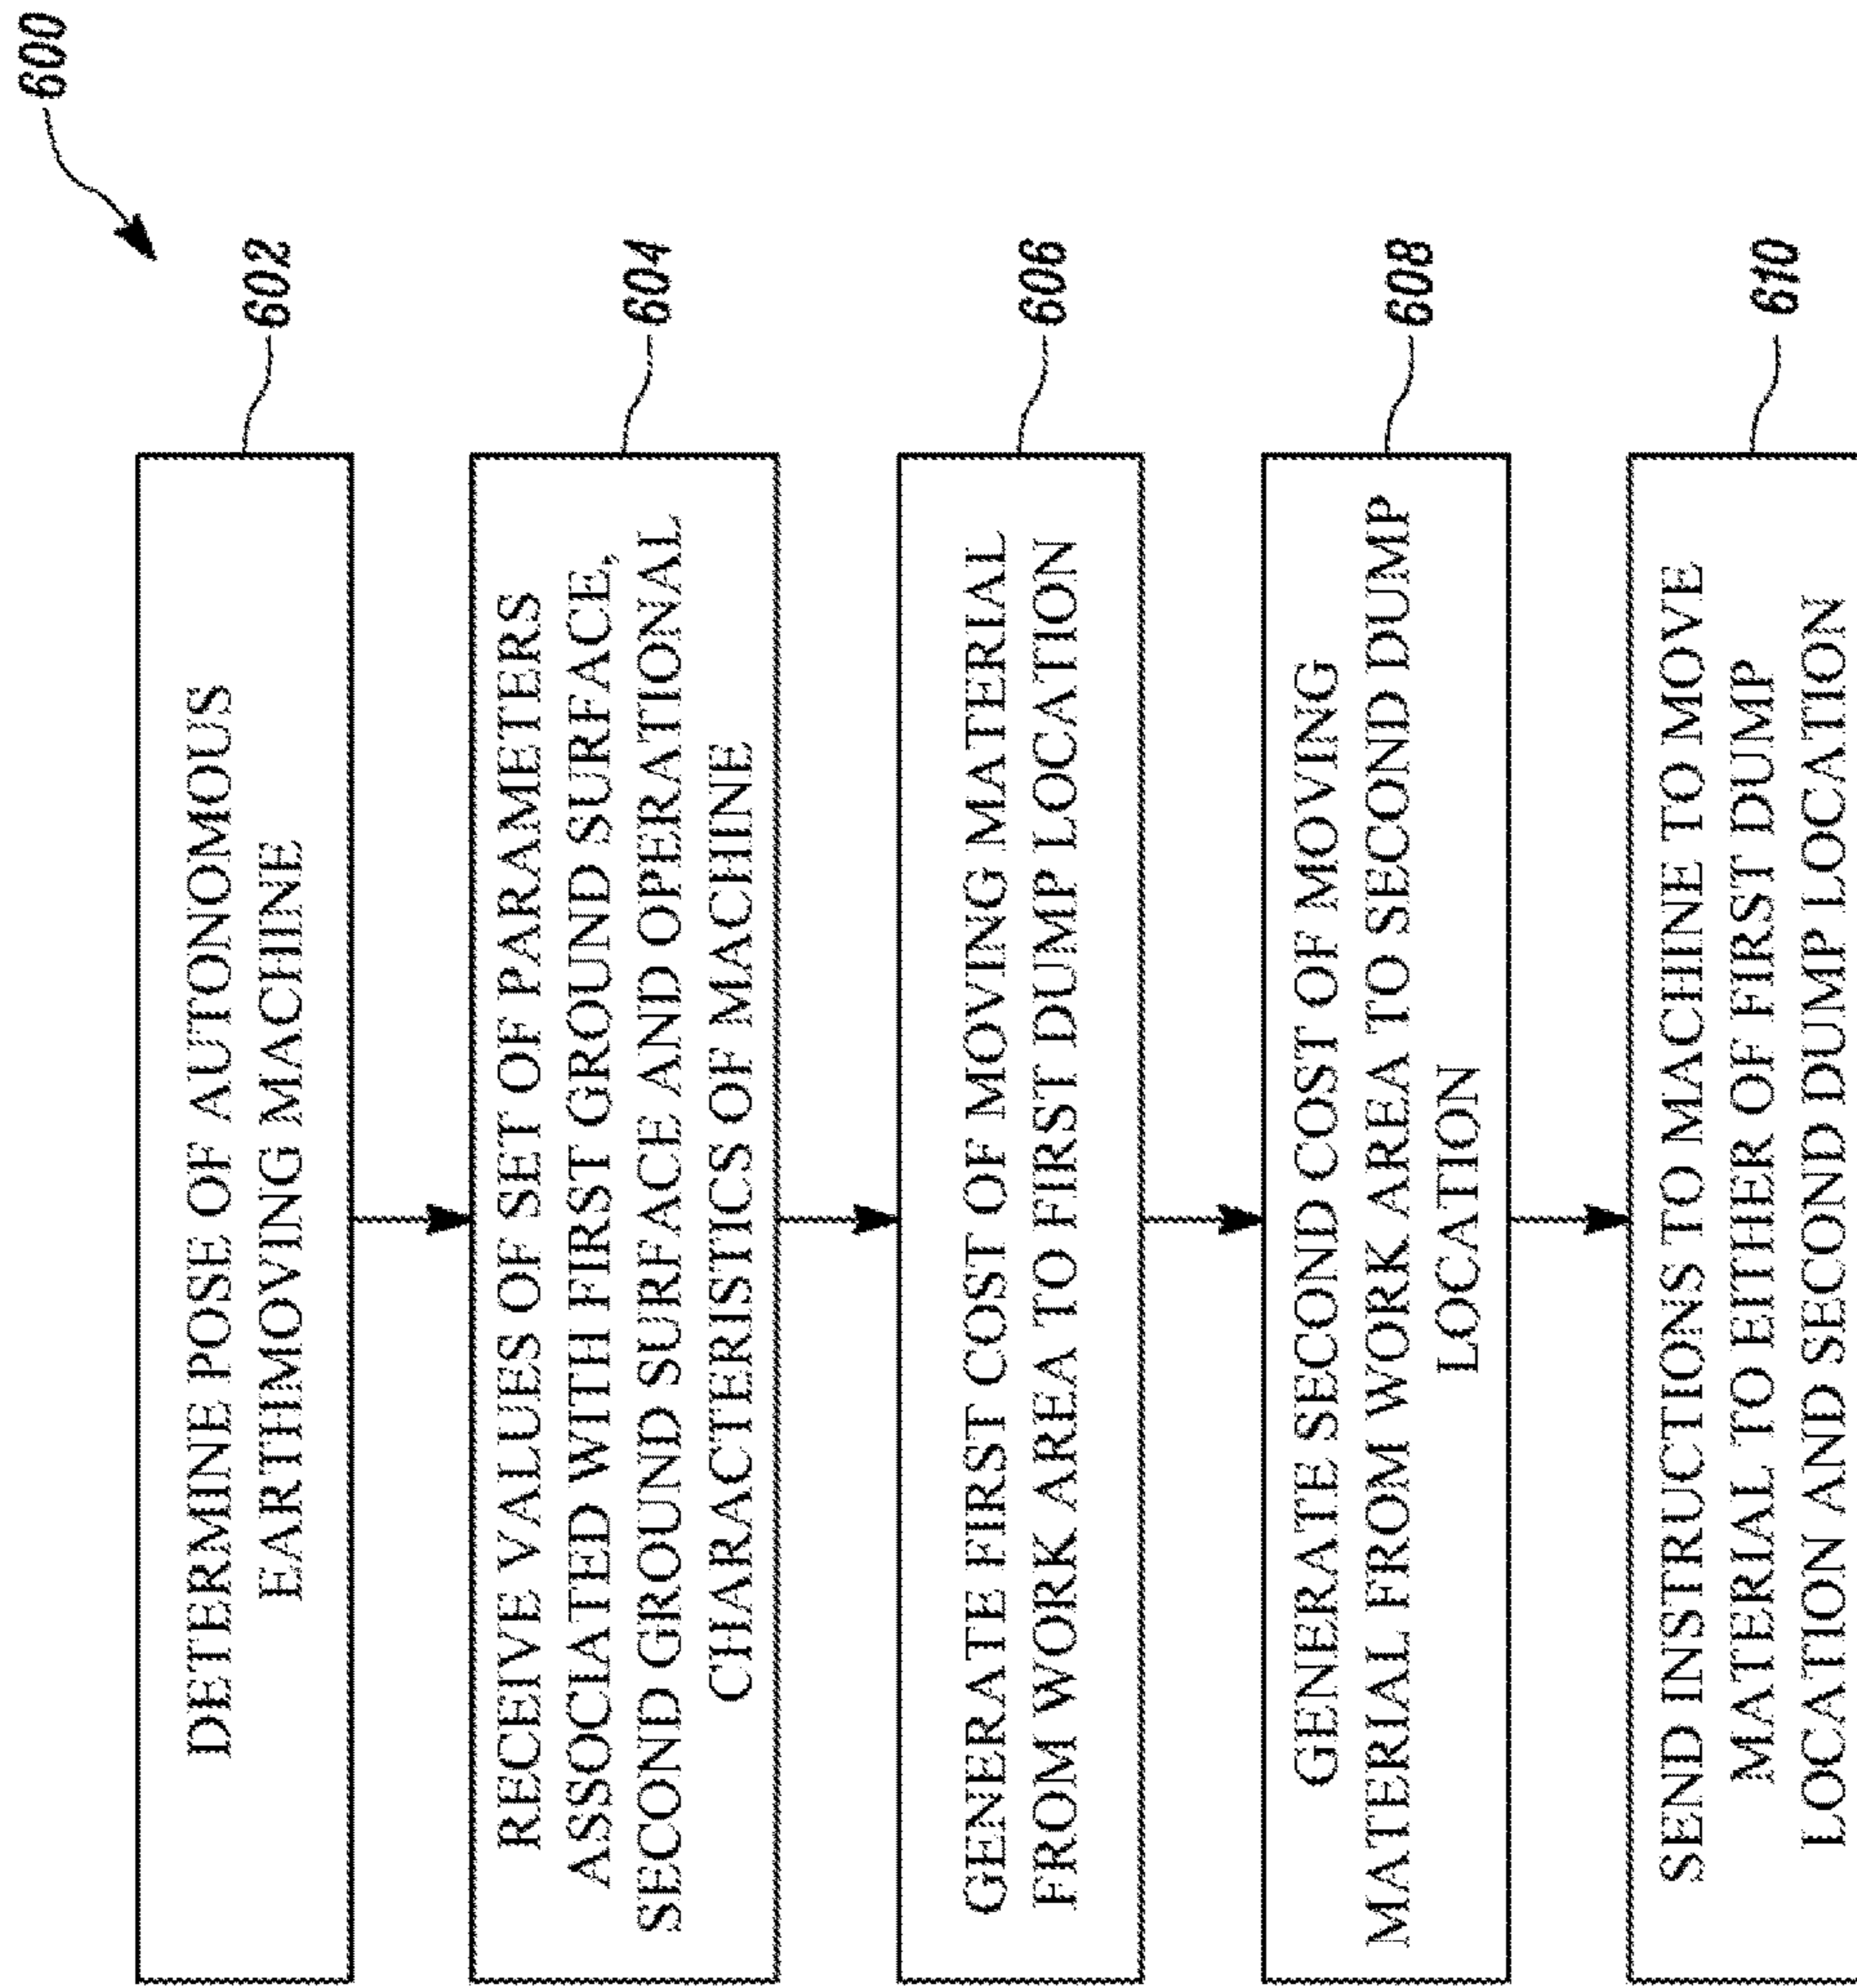 600
DETERMINE POSE OF AUTONOMOUS
EARTHMOVING MACHINE
602
RECEIVE VALUES OF SET OF PARAMETERS
ASSOCIATED WITH FIRST GROUND SURFACE,
SECOND GROUND SURFACE AND OPERATIONAL
CHARACTERISTICS OF MACHINE
604
GENERATE FIRST COST OF MOVING MATERIAL
FROM WORK AREA TO FIRST DUMP LOCATION
606
GENERATE SECOND COST OF MOVING
MATERIAL FROM WORK AREA TO SECOND DUMP
LOCATION
608
SEND INSTRUCTIONS TO MACHINE TO MOVE
MATERIAL TO EITHER OF FIRST DUMP
LOCATION AND SECOND DUMP LOCATION
610